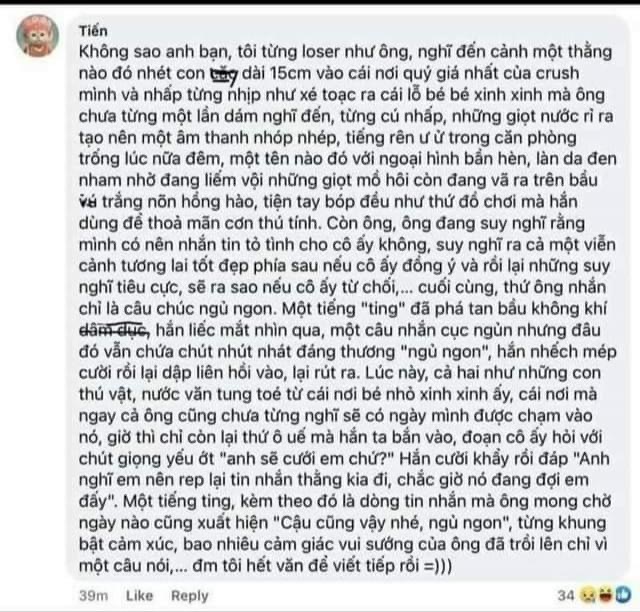 Tiến
Không sao anh bạn, tôi từng loser như ông, nghĩ đến cảnh một thằng
nào đó nhét con dài 15cm vào cái nơi quý giá nhất của crush
mình và nhấp từng nhịp như xé toạc ra cái lỗ bé bé xinh xinh mà ông
chưa từng một lần dám nghĩ đến, từng cú nhấp, những giọt nước rỉ ra
tạo nên một âm thanh nhóp nhép, tiếng rên ư ử trong căn phòng
trống lúc nữa đêm, một tên nào đó với ngoại hình bần hèn, làn da đen
nham nhở đang liếm vội những giọt mồ hôi còn đang vã ra trên bầu
vú trắng nõn hồng hào, tiện tay bóp đều như thứ đồ chơi mà hắn
dùng để thoả mãn cơn thú tính. Còn ông, ông đang suy nghĩ rằng
mình có nên nhắn tin tỏ tình cho cô ấy không, suy nghĩ ra cả một viễn
cảnh tương lai tốt đẹp phía sau nếu cô ấy đồng ý và rồi lại những suy
nghĩ tiêu cực, sẽ ra sao nếu cô ấy từ chối,... cuối cùng, thứ ông nhắn
chỉ là câu chúc ngủ ngon. Một tiếng "ting" đã phá tan bầu không khí
dâm dục, hắn liếc mắt nhìn qua, một câu nhắn cục ngủn nhưng đâu
đó vẫn chứa chút nhút nhát đáng thương "ngủ ngon", hắn nhếch mép
cười rồi lại dập liên hồi vào, lại rút ra. Lúc này, cả hai như những con
thú vật, nước văn tung toé từ cái nơi bé nhỏ xinh xinh ấy, cái nơi mà
ngay cả ông cũng chưa từng nghĩ sẽ có ngày mình được chạm vào
nó, giờ thì chỉ còn lại thứ ô uế mà hắn ta bắn vào, đoạn cô ấy hỏi với
chút giọng yếu ớt "anh sẽ cưới em chứ?" Hắn cười khẩy rồi đáp "Anh
nghĩ em nên rep lại tin nhắn thằng kia đi, chắc giờ nó đang đợi em
đấy". Một tiếng ting, kèm theo đó là dòng tin nhắn mà ông mong chờ
ngày nào cũng xuất hiện "Cậu cũng vậy nhé, ngủ ngon", từng khung
bật cảm xúc, bao nhiêu cảm giác vui sướng của ông đã trổi lên chỉ vì
một câu nói,... đm tôi hết văn để viết tiếp rồi =)))
39m Like Reply 34